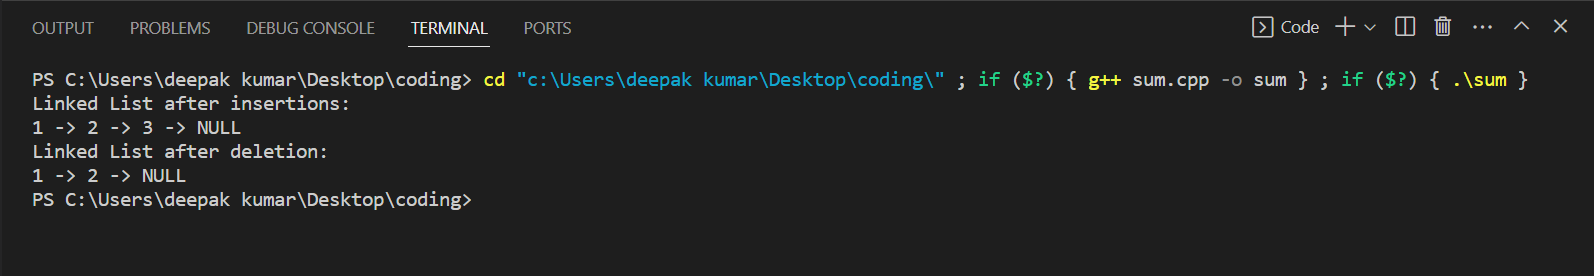 OUTPUT PROBLEMS DEBUG CONSOLE TERMINAL PORTS Code
PS C:\Users\deepak kumar\Desktop\coding> cd "c:\Users\deepak kumar\Desktop\coding\" ; if ($?) { g++ sum.cpp -o sum } ; if ($?) { .\sum }
Linked List after insertions:
1 -> 2 -> 3 -> NULL
Linked List after deletion:
1 -> 2 -> NULL
PS C:\Users\deepak kumar\Desktop\coding>